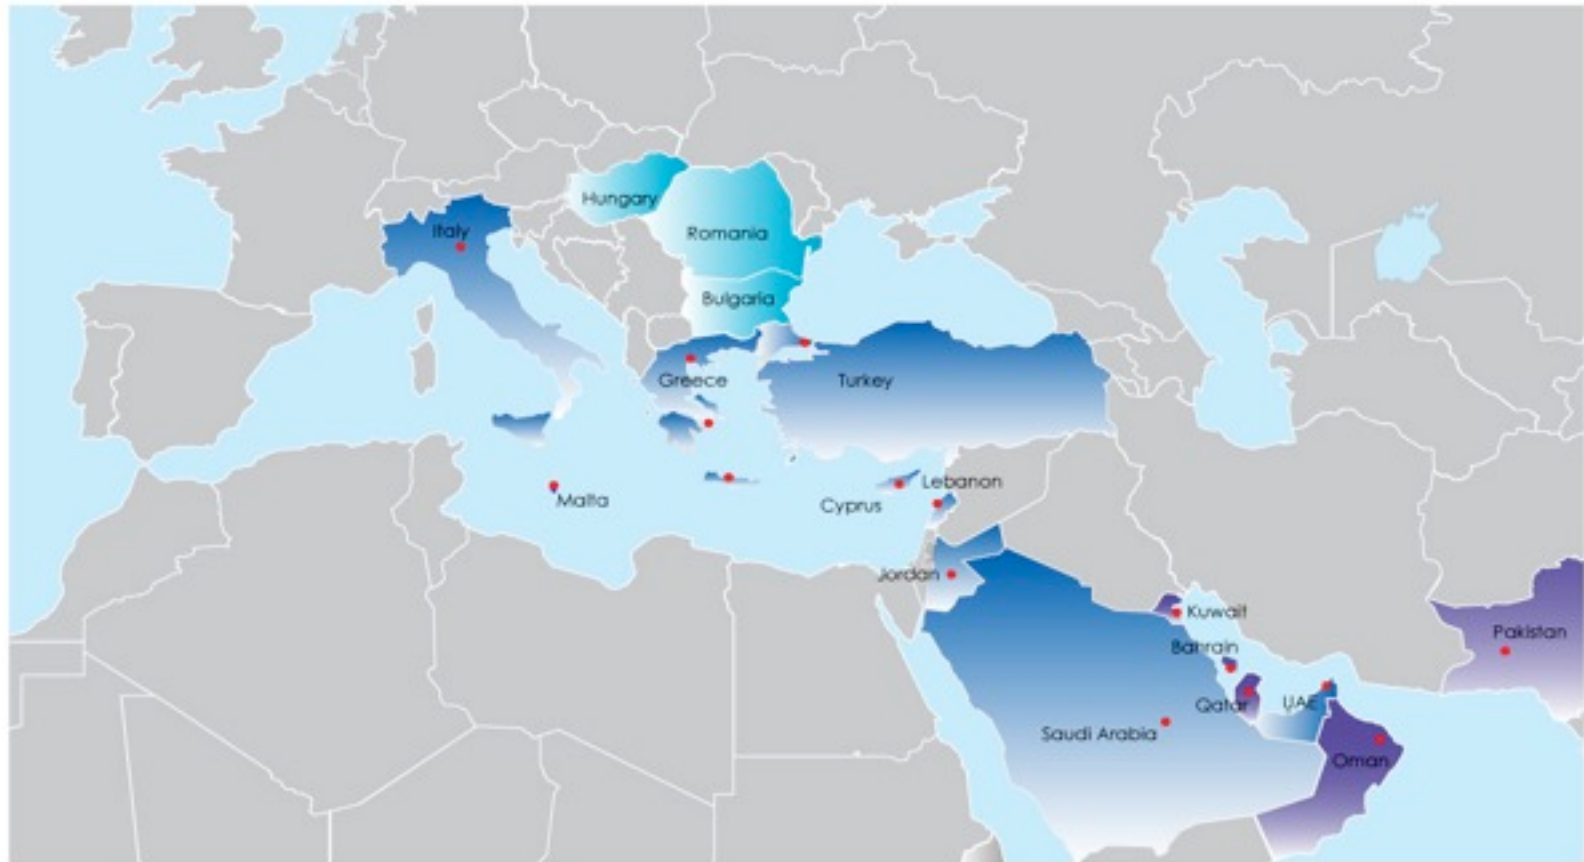 Hungary
Italy
Romania
Bulgaria
Greece
Turkey
Lebanon
Malta
Cyprus
Jordan
Kuwait
Pakistan
Bahrain
Qatar
UAE
Saudi Arabia
Oman